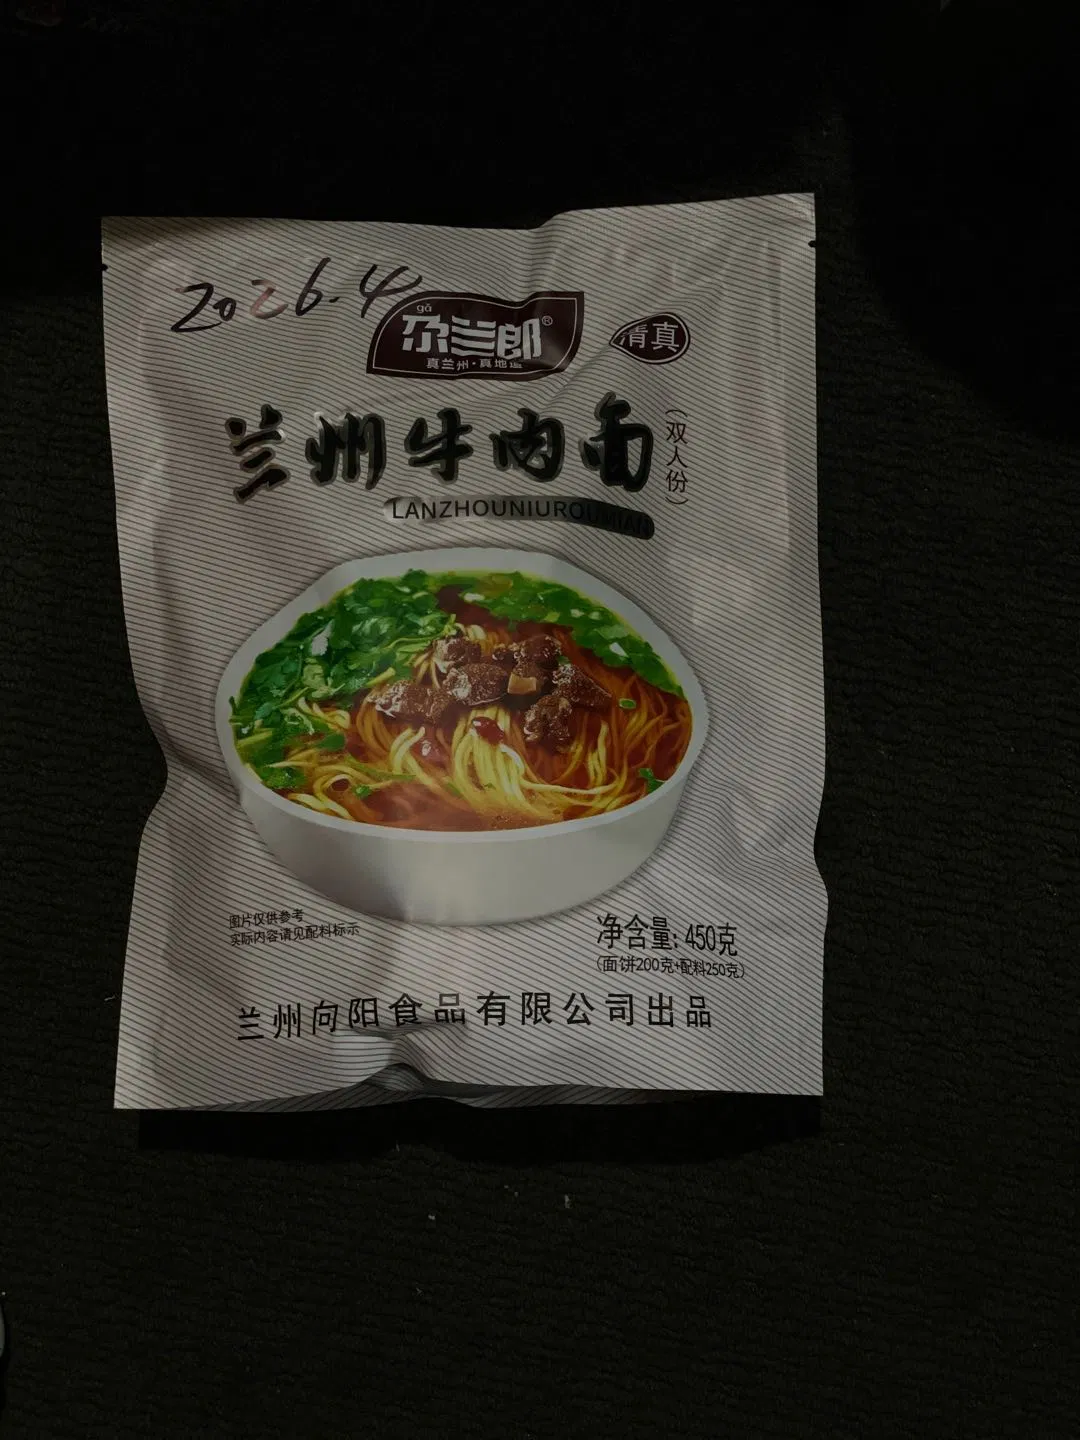 2026.4
gǎ
尕兰郎®
真兰州·真地道
清真
兰州牛肉面
（双人份）
LANZHOUNIUROUMIAN
图片仅供参考
实际内容请见配料标示
净含量：450克
（面饼200克+配料250克）
兰州向阳食品有限公司出品